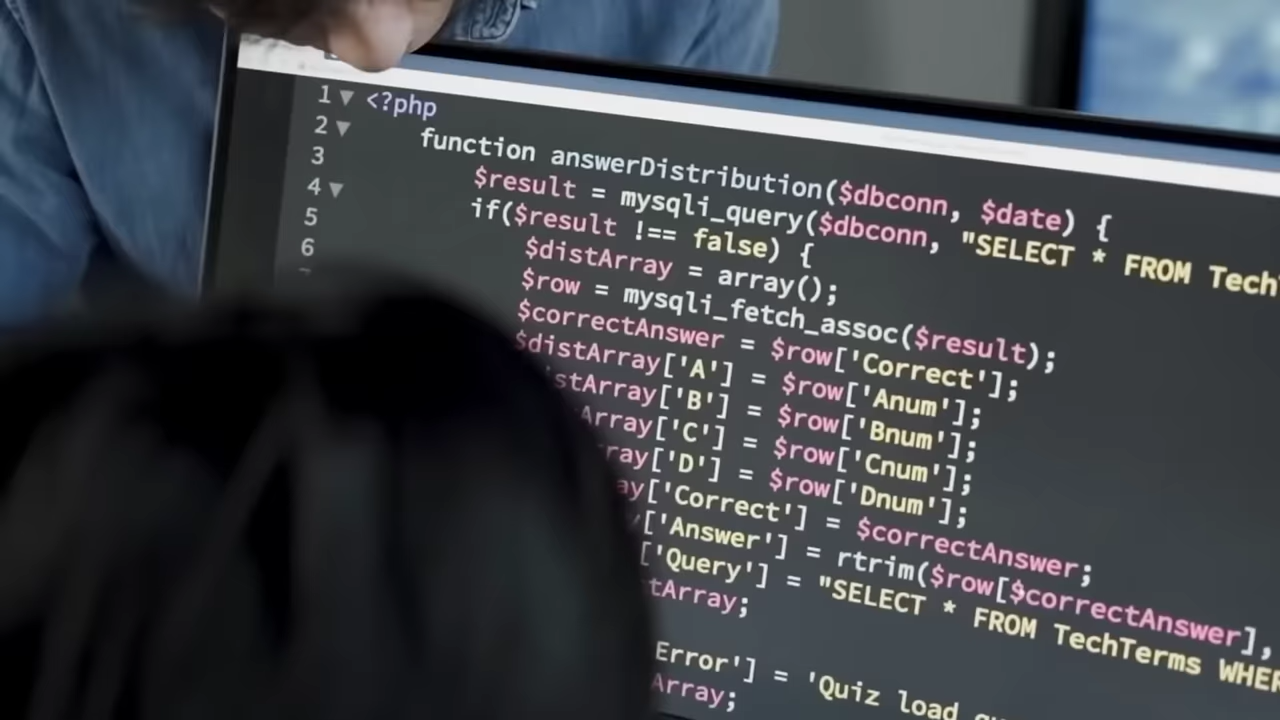 1 <?php
2 function answerDistribution($dbconn, $date) {
3 $result = mysqli_query($dbconn, "SELECT * FROM Tech
4 if($result !== false) {
5 $distArray = array();
6 $row = mysqli_fetch_assoc($result);
$correctAnswer = $row['Correct'];
$distArray['A'] = $row['Anum'];
stArray['B'] = $row['Bnum'];
Array['C'] = $row['Cnum'];
ray['D'] = $row['Dnum'];
ay['Correct'] = $correctAnswer;
['Answer'] = rtrim($row[$correctAnswer],
['Query'] = "SELECT * FROM TechTerms WHER
tArray;
Error'] = 'Quiz load
Array;